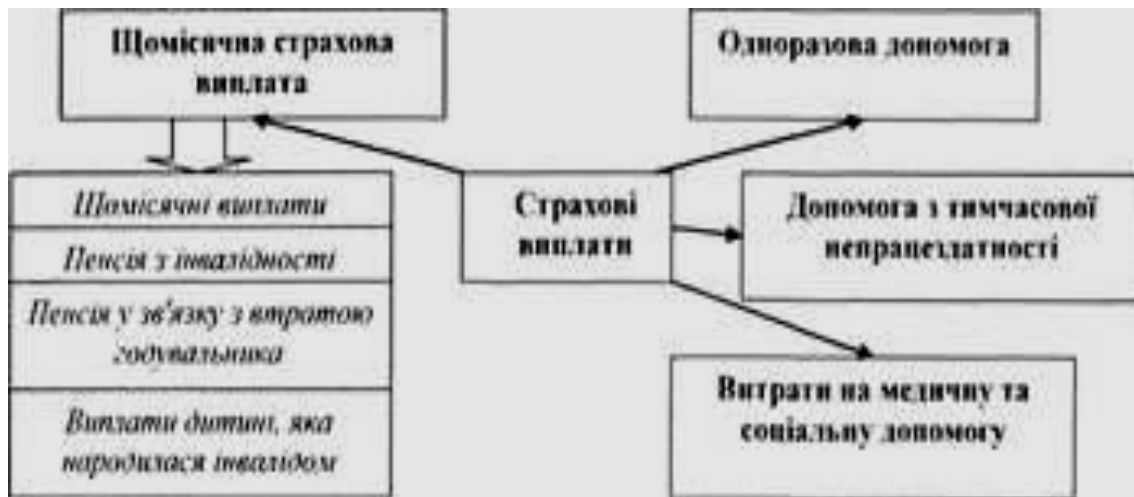 Щомісячна страхова
виплата
Одноразова допомога
Щомісячні виплати
Пенсія з інвалідності
Пенсія у зв'язку з втратою
годувальника
Виплати дитині, яка
народилася інвалідом
Страхові
виплати
Допомога з тимчасової
непрацездатності
Витрати на медичну та
соціальну допомогу